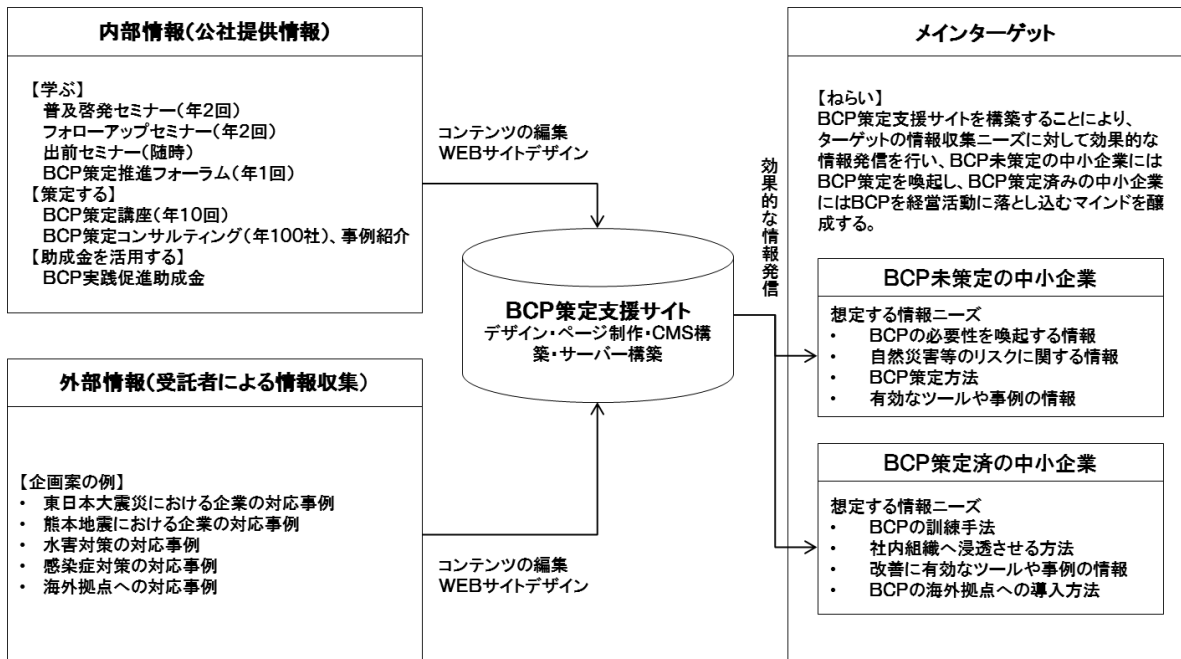 内部情報(公社提供情報)
【学ぶ】
普及啓発セミナー(年2回)
フォローアップセミナー(年2回)
出前セミナー(随時)
BCP策定推進フォーラム(年1回)
【策定する】
BCP策定講座(年10回)
BCP策定コンサルティング(年100社)、事例紹介
【助成金を活用する】
BCP実践促進助成金
外部情報(受託者による情報収集)
【企画案の例】
• 東日本大震災における企業の対応事例
• 熊本地震における企業の対応事例
• 水害対策の対応事例
• 感染症対策の対応事例
• 海外拠点への対応事例
コンテンツの編集
WEBサイトデザイン
BCP策定支援サイト
デザイン・ページ制作・CMS構
築・サーバー構築
コンテンツの編集
WEBサイトデザイン
効果的な情報発信
メインターゲット
【ねらい】
BCP策定支援サイトを構築することにより、
ターゲットの情報収集ニーズに対して効果的な
情報発信を行い、BCP未策定の中小企業には
BCP策定を喚起し、BCP策定済みの中小企業
にはBCPを経営活動に落とし込むマインドを醸
成する。
BCP未策定の中小企業
想定する情報ニーズ
• BCPの必要性を喚起する情報
• 自然災害等のリスクに関する情報
• BCP策定方法
• 有効なツールや事例の情報
BCP策定済の中小企業
想定する情報ニーズ
• BCPの訓練手法
• 社内組織へ浸透させる方法
• 改善に有効なツールや事例の情報
• BCPの海外拠点への導入方法